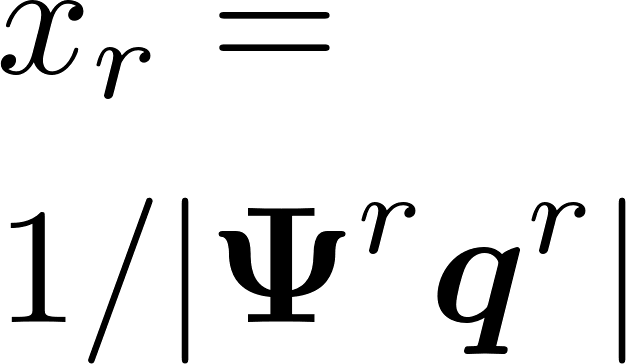 x_r =
1/|𝚿^r 𝒒^r|